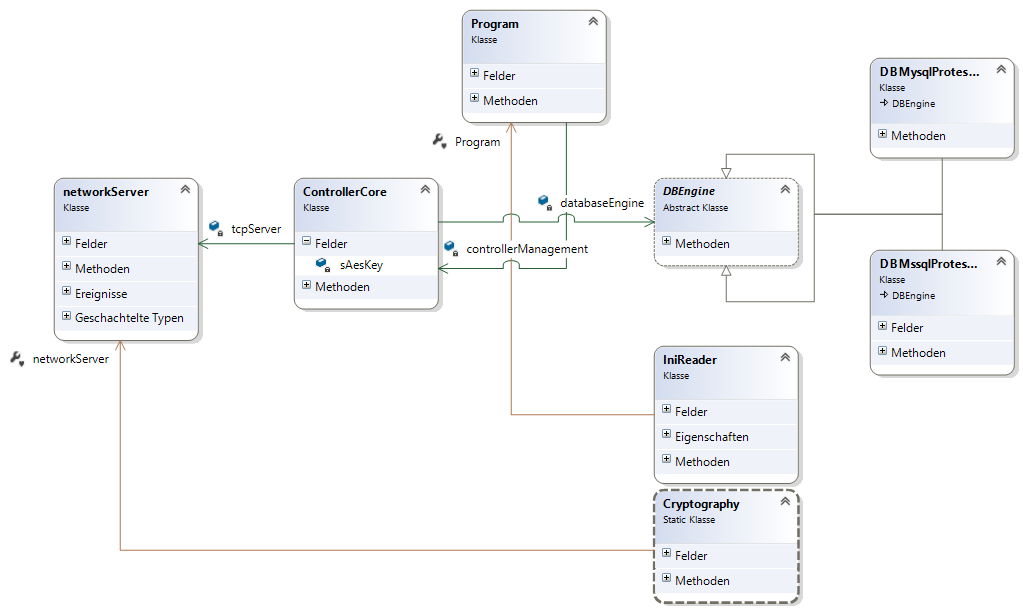 Program
Klasse
Felder
Methoden
Program
DBMysqlProtes...
Klasse
DBEngine
Methoden
networkServer
Klasse
Felder
Methoden
Ereignisse
Geschachtelte Typen
networkServer
tcpServer
ControllerCore
Klasse
Felder
sAesKey
Methoden
databaseEngine
controllerManagement
DBEngine
Abstract Klasse
Methoden
DBMssqlProtes...
Klasse
DBEngine
Felder
Methoden
IniReader
Klasse
Felder
Eigenschaften
Methoden
Cryptography
Static Klasse
Felder
Methoden